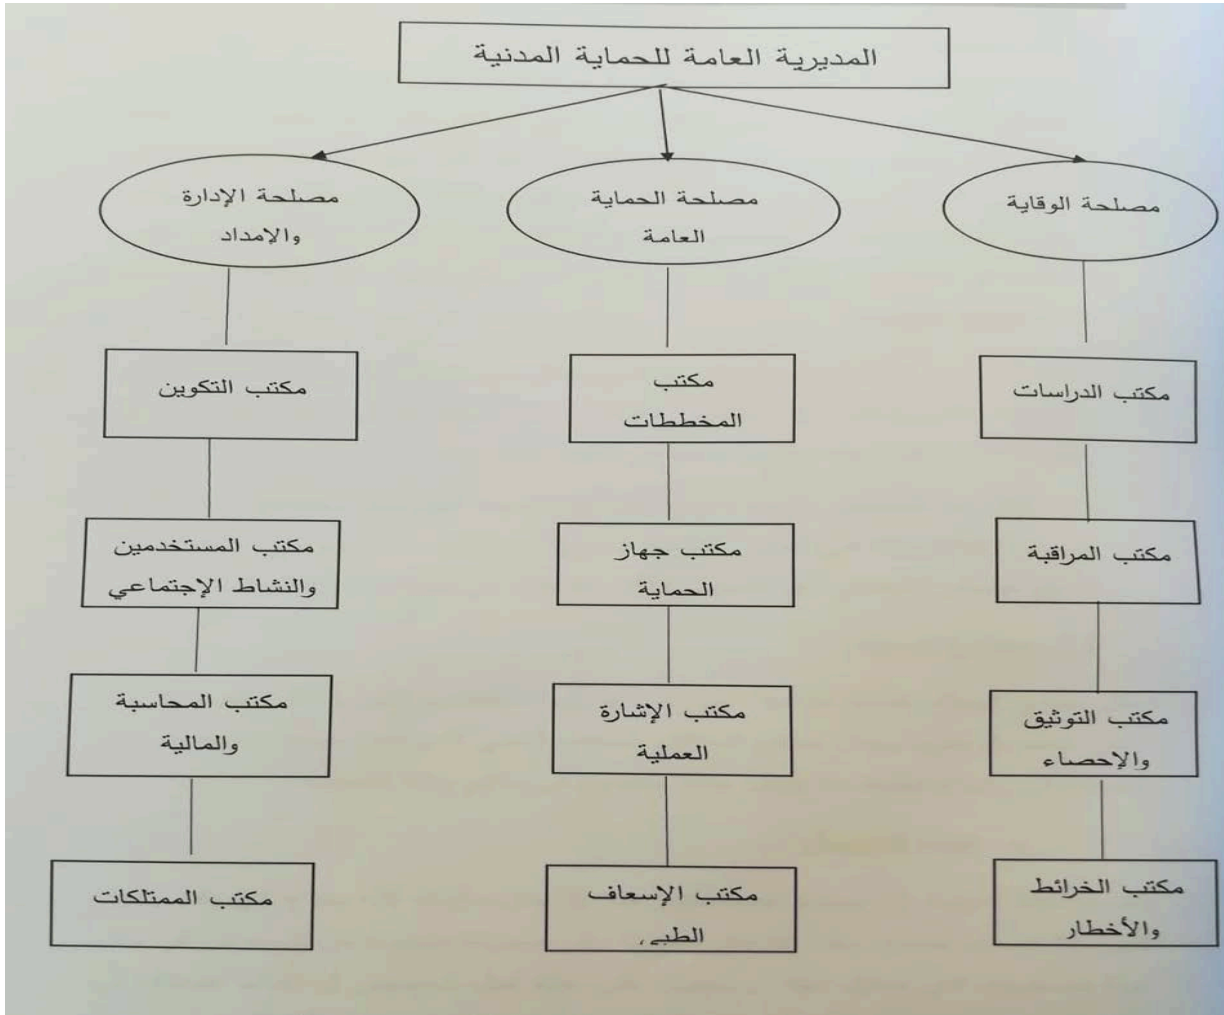 المديرية العامة للحماية المدنية
مصلحة الوقاية
مصلحة الحماية
العامة
مصلحة الإدارة
والإمداد
مكتب الدراسات
مكتب
المخططات
مكتب التكوين
مكتب المراقبة
مكتب جهاز
الحماية
مكتب المستخدمين
والنشاط الإجتماعي
مكتب التوثيق
والإحصاء
مكتب الإشارة
العملية
مكتب المحاسبة
والمالية
مكتب الخرائط
والأخطار
مكتب الإسعاف
الطبي
مكتب الممتلكات